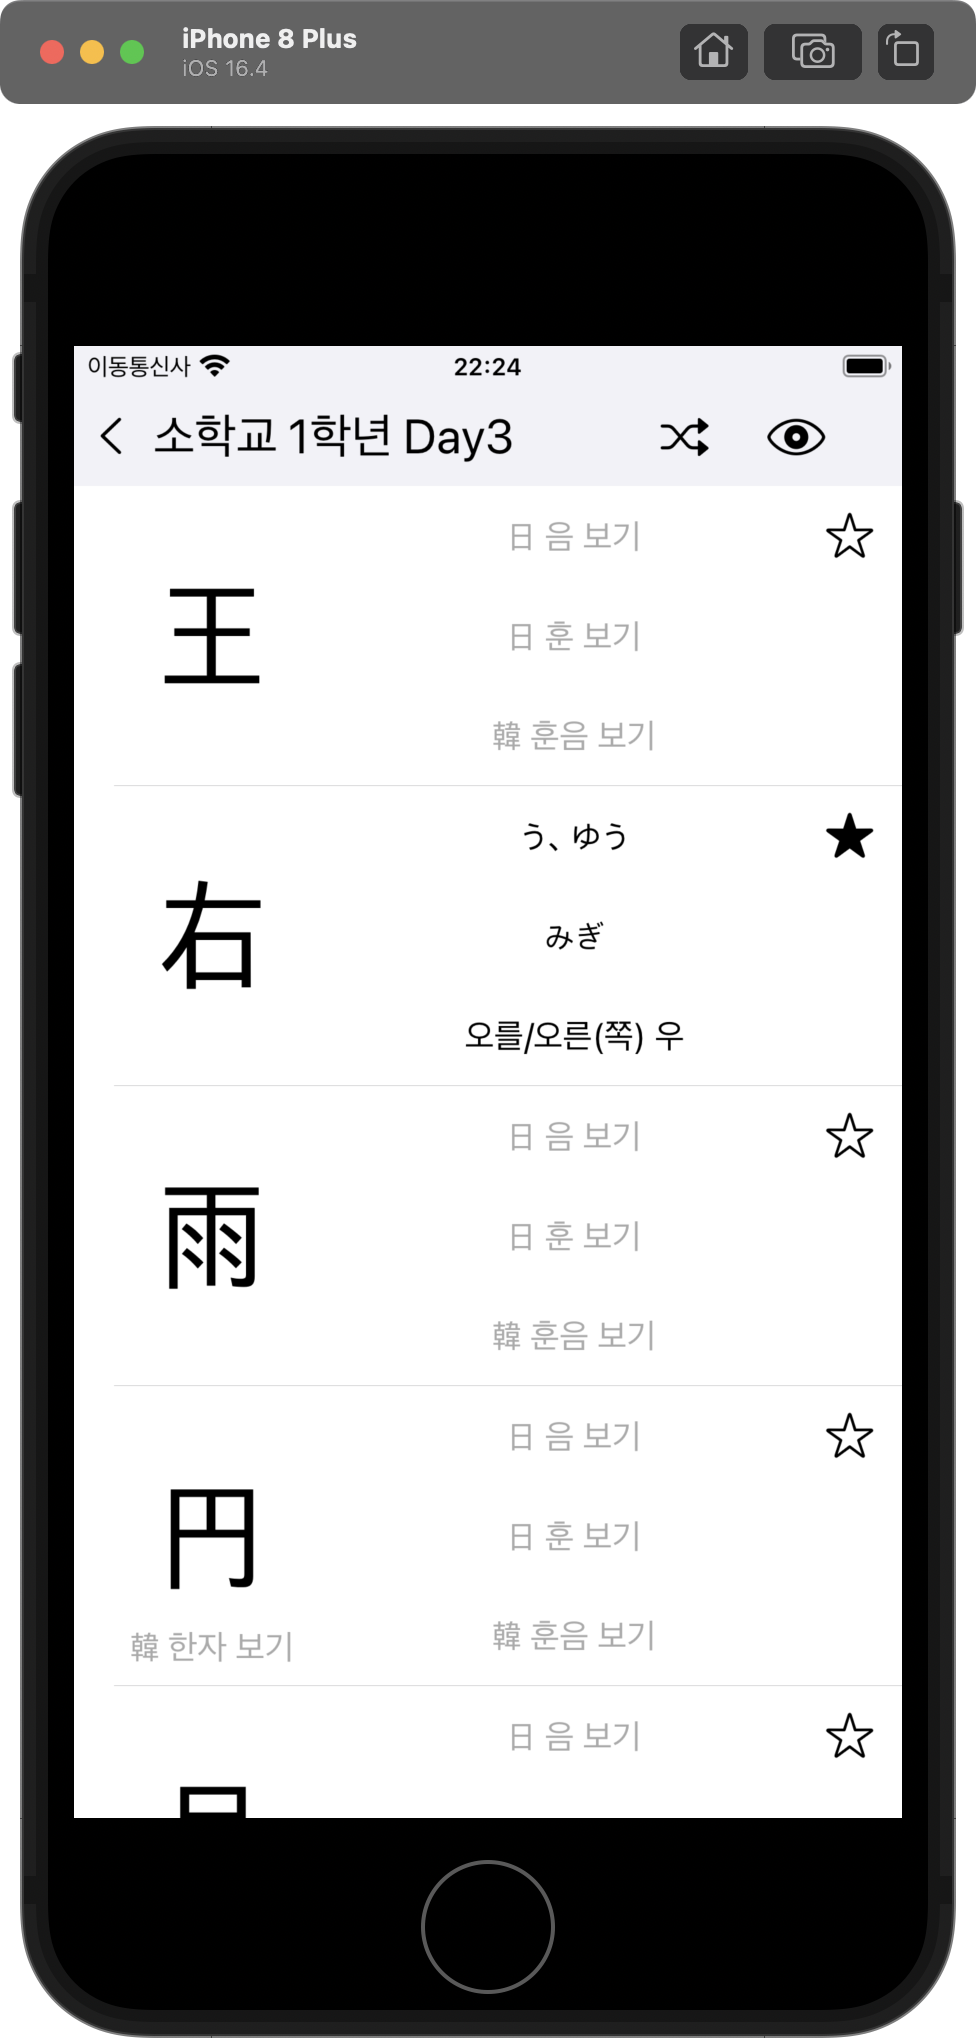 iPhone 8 Plus
iOS 16.4
이동통신사 22:24
소학교 1학년 Day3
日 음 보기
王
日 훈 보기
韓 훈음 보기
う、ゆう
右
みぎ
오를/오른(쪽) 우
日 음 보기
雨
日 훈 보기
韓 훈음 보기
日 음 보기
円
日 훈 보기
韓 훈음 보기
韓 한자 보기
日 음 보기